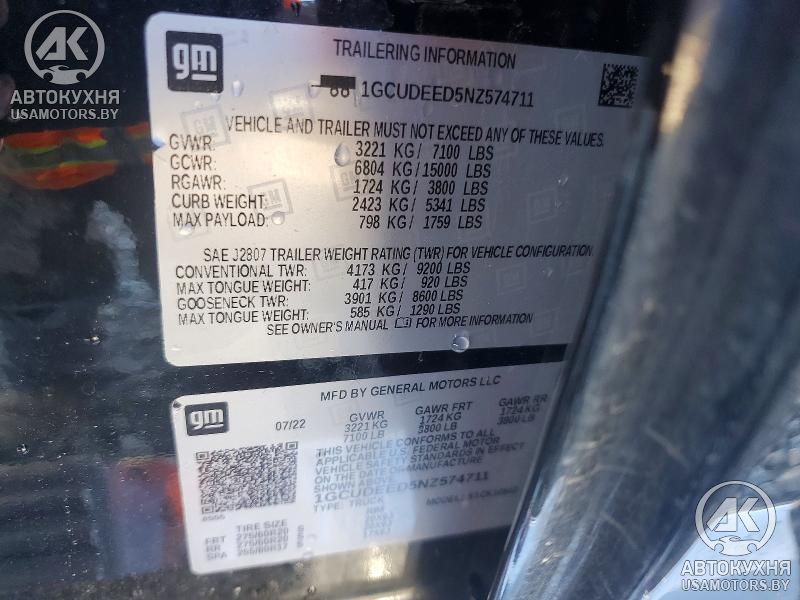 AK
АВТОКУХНЯ
USAMOTORS.BY
gm
TRAILERING INFORMATION
1GCUDEED5NZ574711
VEHICLE AND TRAILER MUST NOT EXCEED ANY OF THESE VALUES.
GVWR: 3221 KG/ 7100 LBS
GCWR: 6804 KG/ 15000 LBS
RGAWR: 1724 KG/ 3800 LBS
CURB WEIGHT: 2423 KG/ 5341 LBS
MAX PAYLOAD: 798 KG/ 1759 LBS
SAE J2807 TRAILER WEIGHT RATING (TWR) FOR VEHICLE CONFIGURATION.
CONVENTIONAL TWR: 4173 KG/ 9200 LBS
MAX TONGUE WEIGHT: 417 KG/ 920 LBS
GOOSENECK TWR: 3901 KG/ 8600 LBS
MAX TONGUE WEIGHT: 585 KG/ 1290 LBS
SEE OWNER'S MANUAL FOR MORE INFORMATION
gm
MFD BY GENERAL MOTORS LLC
07/22
GVWR GAWR FRT GAWR RR
3221 KG 1724 KG 1724 KG
7100 LB 3800 LB 3800 LB
THIS VEHICLE CONFORMS TO ALL
APPLICABLE U.S. FEDERAL MOTOR
VEHICLE SAFETY STANDARDS IN EFFECT
ON THE DATE OF MANUFACTURE
SHOWN ABOVE.
1GCUDEED5NZ574711
TYPE: TRUCK MODEL:
TIRE SIZE
FRT 275/60R20
RR 275/60R20
SPA 255/80R17
AK
АВТОКУХНЯ
USAMOTORS.BY